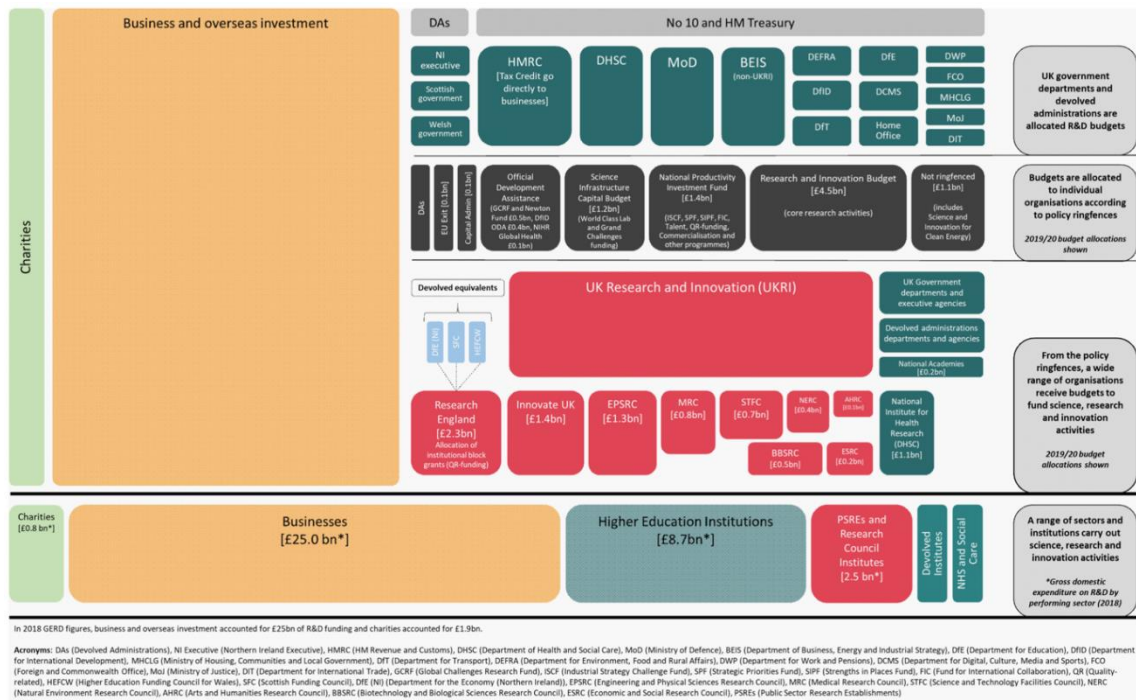 Charities
Business and overseas investment
DAs
No 10 and HM Treasury
NI
executive
Scottish
government
Welsh
government
HMRC
[Tax Credit go
directly to
businesses]
DHSC
MoD
BEIS
(non-UKRI)
DEFRA
DfID
DfT
DfE
DCMS
Home
Office
DWP
FCO
MHCLG
MoJ
DIT
UK government
departments and
devolved
administrations are
allocated R&D budgets
DAs
EU Exit [0.1bn]
Capital Admin [0.1bn]
Official
Development
Assistance
(GCRF and Newton
Fund £0.5bn, DfID
ODA £0.4bn, NIHR
Global Health
£0.1bn)
Science
Infrastructure
Capital Budget
[£1.2bn]
(World Class Lab
and Grand
Challenges
funding)
National Productivity
Investment Fund
[£1.4bn]
(ISCF, SPF, SIPF, FIC,
Talent, QR-funding,
Commercialisation and
other programmes)
Research and Innovation Budget
[£4.5bn]
(core research activities)
Not ringfenced
[£1.1bn]
(includes
Science and
Innovation for
Clean Energy)
Budgets are allocated
to individual
organisations according
to policy ringfences
2019/20 budget allocations
shown
Devolved equivalents
DfE (NI)
SFC
HEFCW
UK Research and Innovation (UKRI)
UK Government
departments and
executive agencies
Devolved administrations
departments and agencies
National Academies
[£0.2bn]
Research
England
[£2.3bn]
Allocation of
institutional block
grants (QR-funding)
Innovate UK
[£1.4bn]
EPSRC
[£1.3bn]
MRC
[£0.8bn]
STFC
[£0.7bn]
NERC
[£0.4bn]
AHRC
[£0.1bn]
BBSRC
[£0.5bn]
ESRC
[£0.2bn]
National
Institute for
Health
Research
(DHSC)
[£1.1bn]
From the policy
ringfences, a wide
range of organisations
receive budgets to
fund science, research
and innovation
activities
2019/20 budget
allocations shown
Charities
[£0.8 bn*]
Businesses
[£25.0 bn*]
Higher Education Institutions
[£8.7bn*]
PSREs and
Research
Council
Institutes
[2.5 bn*]
Devolved
Institutes
NHS and Social
Care
A range of sectors and
institutions carry out
science, research and
innovation activities
*Gross domestic
expenditure on R&D by
performing sector (2018)
In 2018 GERD figures, business and overseas investment accounted for £25bn of R&D funding and charities accounted for £1.9bn.
Acronyms: DAs (Devolved Administrations), NI Executive (Northern Ireland Executive), HMRC (HM Revenue and Customs), DHSC (Department of Health and Social Care), MoD (Ministry of Defence), BEIS (Department of Business, Energy and Industrial Strategy), DfE (Department for Education), DfID (Department
for International Development), MHCLG (Ministry of Housing, Communities and Local Government), DfT (Department for Transport), DEFRA (Department for Environment, Food and Rural Affairs), DWP (Department for Work and Pensions), DCMS (Department for Digital, Culture, Media and Sports), FCO
(Foreign and Commonwealth Office), MoJ (Ministry of Justice), DIT (Department for International Trade), GCRF (Global Challenges Research Fund), ISCF (Industrial Strategy Challenge Fund), SPF (Strategic Priorities Fund), SIPF (Strengths in Places Fund), FIC (Fund for International Collaboration), QR (Quality-
related), HEFCW (Higher Education Funding Council for Wales), SFC (Scottish Funding Council), DfE (NI) (Department for the Economy (Northern Ireland)), EPSRC (Engineering and Physical Sciences Research Council), MRC (Medical Research Council), STFC (Science and Technology Facilities Council), NERC
(Natural Environment Research Council), AHRC (Arts and Humanities Research Council), BBSRC (Biotechnology and Biological Sciences Research Council), ESRC (Economic and Social Research Council), PSREs (Public Sector Research Establishments)